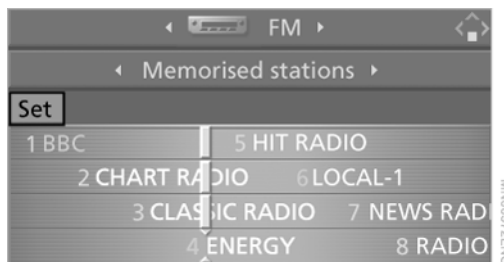 FM
Memorised stations
Set
1 BBC 5 HIT RADIO
2 CHART RADIO 6 LOCAL-1
3 CLASSIC RADIO 7 NEWS RADI
4 ENERGY 8 RADIO